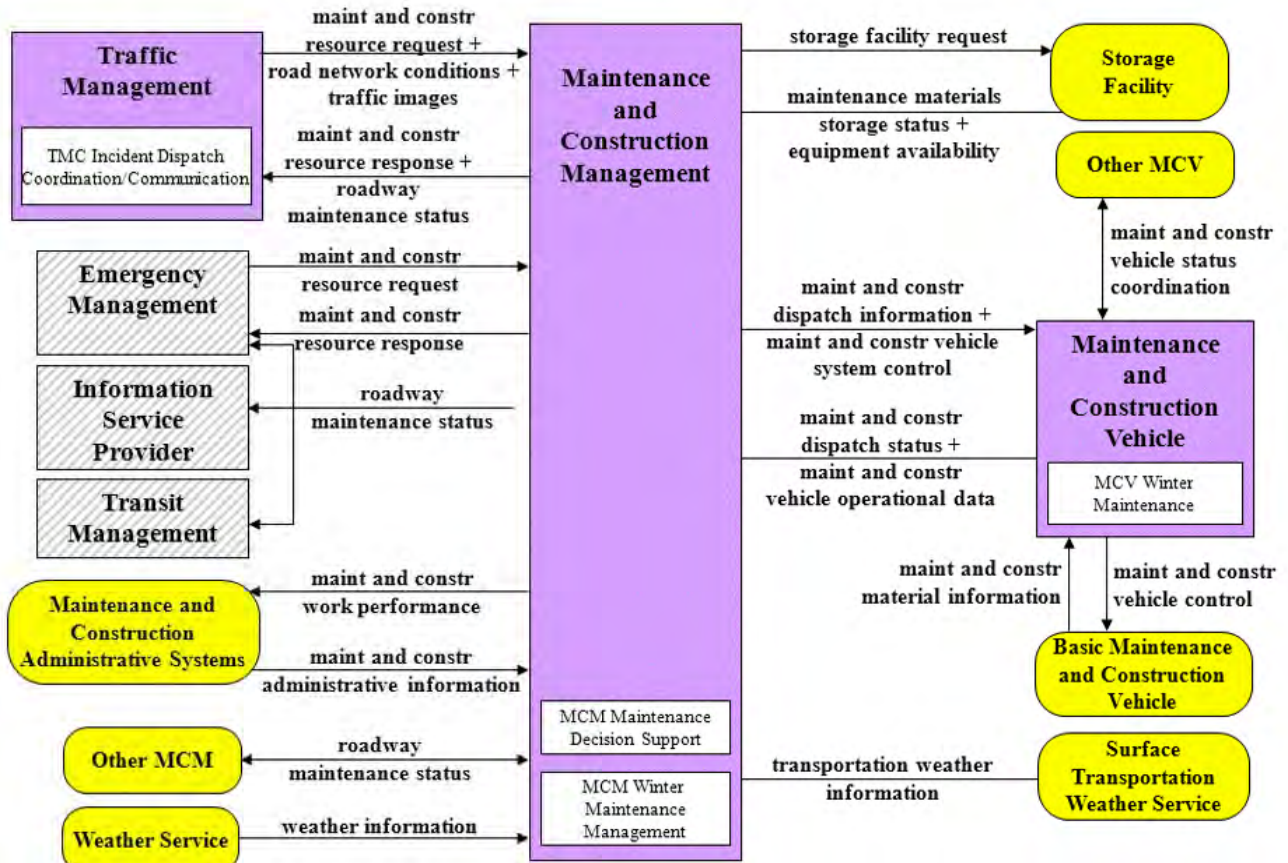 Traffic
Management
TMC Incident Dispatch
Coordination/Communication
maint and constr
resource request +
road network conditions +
traffic images
maint and constr
resource response +
roadway
maintenance status
Emergency
Management
maint and constr
resource request
maint and constr
resource response
Information
Service
Provider
roadway
maintenance status
Transit
Management
Maintenance and
Construction
Administrative Systems
maint and constr
work performance
maint and constr
administrative information
Other MCM
roadway
maintenance status
Weather Service
weather information
Maintenance
and
Construction
Management
MCM Maintenance
Decision Support
MCM Winter
Maintenance
Management
storage facility request
maintenance materials
storage status +
equipment availability
Storage
Facility
Other MCV
maint and constr
vehicle status
coordination
maint and constr
dispatch information +
maint and constr vehicle
system control
maint and constr
dispatch status +
maint and constr
vehicle operational data
Maintenance
and
Construction
Vehicle
MCV Winter
Maintenance
maint and constr
material information
maint and constr
vehicle control
Basic Maintenance
and Construction
Vehicle
transportation weather
information
Surface
Transportation
Weather Service